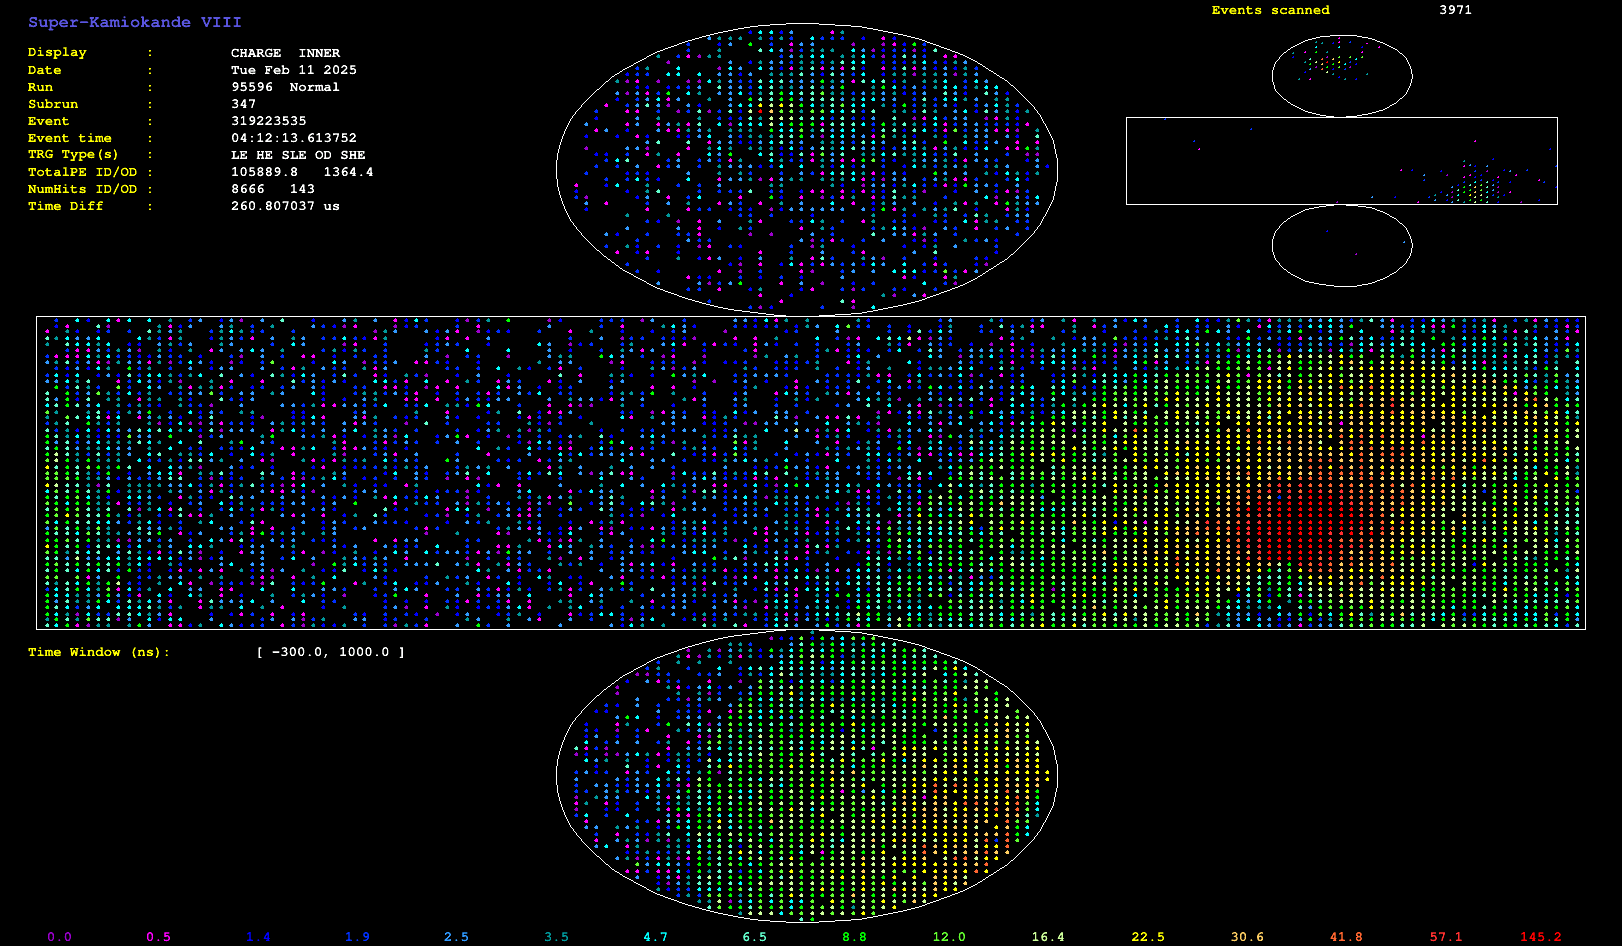 Super-Kamiokande VIII
Display : CHARGE INNER
Date : Tue Feb 11 2025
Run : 95596 Normal
Subrun : 347
Event : 319223535
Event time : 04:12:13.613752
TRG Type(s) : LE HE SLE OD SHE
TotalPE ID/OD : 105889.8 1364.4
NumHits ID/OD : 8666 143
Time Diff : 260.807037 us
Events scanned 3971
Time Window (ns): [ -300.0, 1000.0 ]
0.0 0.5 1.4 1.9 2.5 3.5 4.7 6.5 8.8 12.0 16.4 22.5 30.6 41.8 57.1 145.2